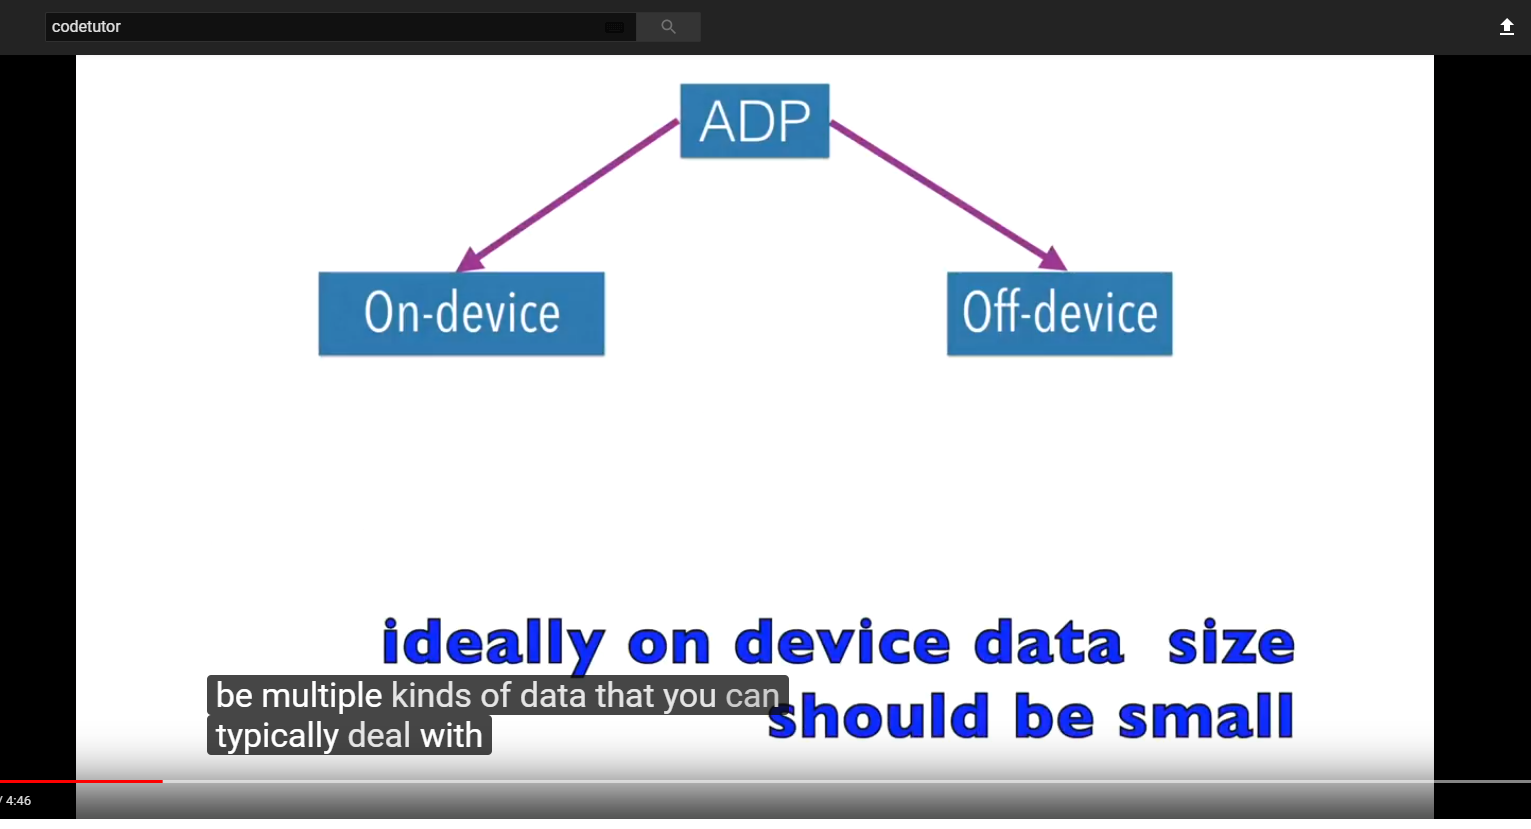 codetutor
ADP
On-device
Off-device
ideally on device data size
should be small
be multiple kinds of data that you can
typically deal with
/ 4:46